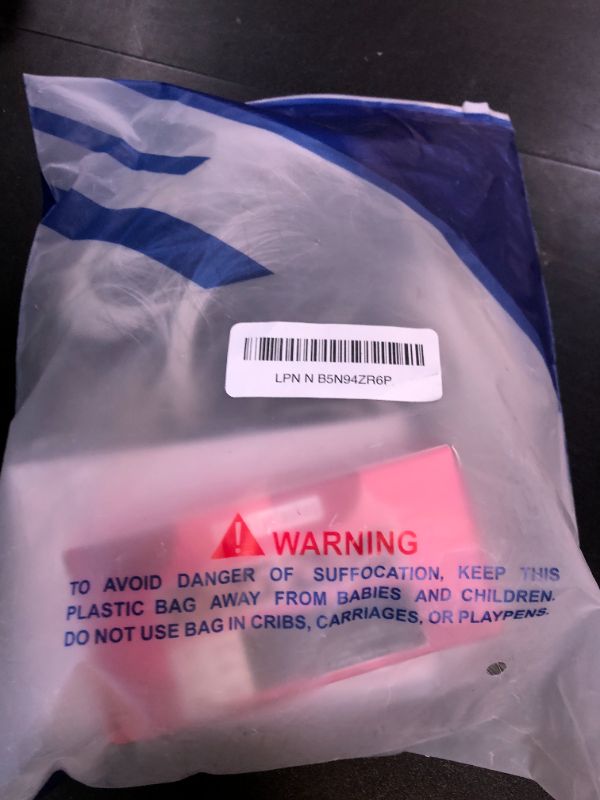 LPN N B5N94ZR6P
WARNING
TO AVOID DANGER OF SUFFOCATION, KEEP THIS
PLASTIC BAG AWAY FROM BABIES AND CHILDREN.
DO NOT USE BAG IN CRIBS, CARRIAGES, OR PLAYPENS.